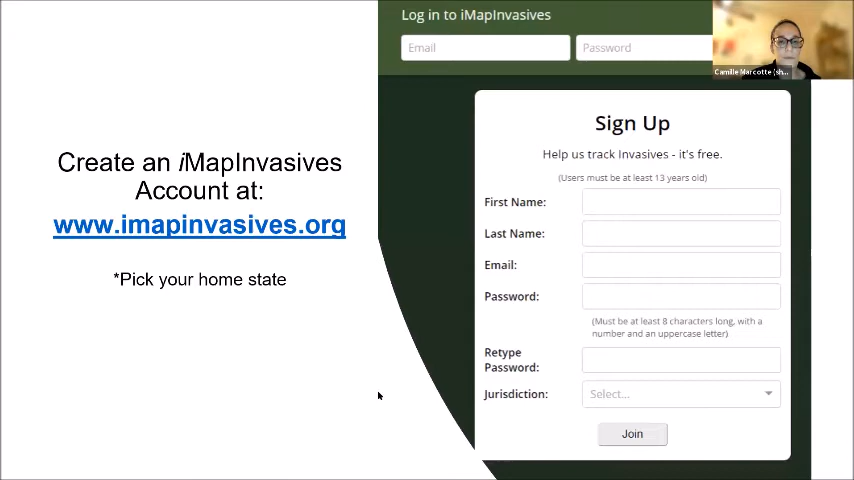 Create an iMapInvasives
Account at:
www.imapinvasives.org
*Pick your home state
Log in to iMapInvasives
Email
Password
Camille Marcotte (sh...
Sign Up
Help us track Invasives - it's free.
(Users must be at least 13 years old)
First Name:
Last Name:
Email:
Password:
(Must be at least 8 characters long, with a
number and an uppercase letter)
Retype
Password:
Jurisdiction:
Select...
Join